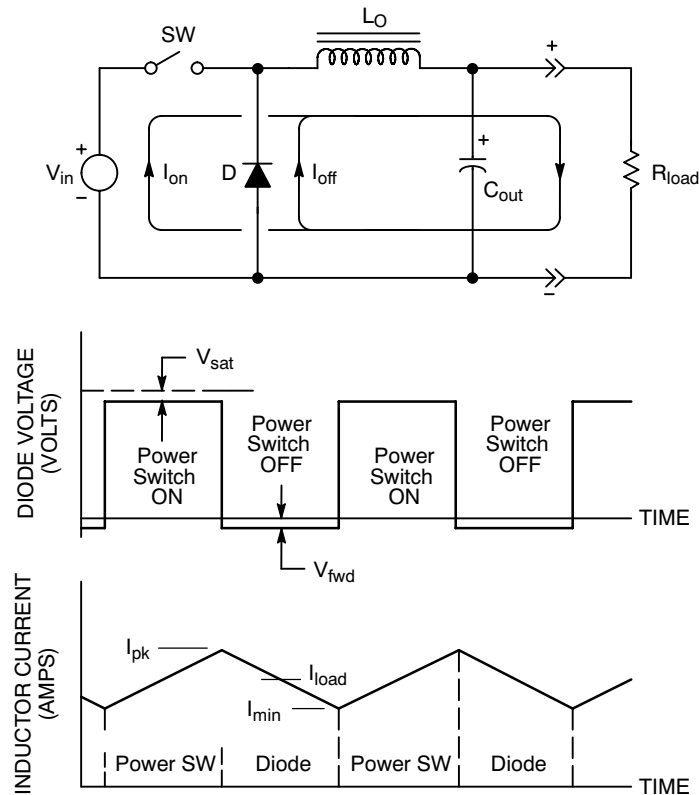 L_O
SW
+
+
V_in
I_on
D
I_off
+
C_out
R_load
−
−
DIODE VOLTAGE
(VOLTS)
V_sat
Power
Switch
ON
Power
Switch
OFF
Power
Switch
ON
Power
Switch
OFF
TIME
V_fwd
INDUCTOR CURRENT
(AMPS)
I_pk
I_load
I_min
Power SW
Diode
Power SW
Diode
TIME